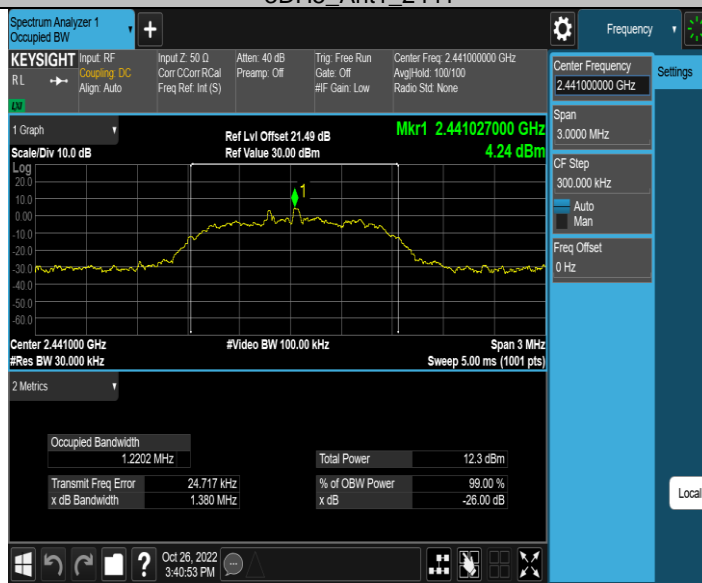 Spectrum Analyzer 1
Occupied BW
+
Frequency
KEYSIGHT
Input: RF
Coupling: DC
Align: Auto
Input Z: 50 Ω
Corr CCorr RCal
Freq Ref: Int (S)
Atten: 40 dB
Preamp: Off
Trig: Free Run
Gate: Off
#IF Gain: Low
Center Freq: 2.441000000 GHz
Avg|Hold: 100/100
Radio Std: None
RL
LXI
Center Frequency
2.441000000 GHz
Settings
Span
3.0000 MHz
CF Step
300.000 kHz
Auto
Man
Freq Offset
0 Hz
1 Graph
Scale/Div 10.0 dB
Ref Lvl Offset 21.49 dB
Ref Value 30.00 dBm
Mkr1 2.441027000 GHz
4.24 dBm
Log
20.0
10.0
0.00
-10.0
-20.0
-30.0
-40.0
-50.0
-60.0
1
Center 2.441000 GHz
#Video BW 100.00 kHz
Span 3 MHz
#Res BW 30.000 kHz
Sweep 5.00 ms (1001 pts)
2 Metrics
Occupied Bandwidth
1.2202 MHz
Total Power 12.3 dBm
Transmit Freq Error 24.717 kHz
% of OBW Power 99.00 %
x dB Bandwidth 1.380 MHz
x dB -26.00 dB
Local
?
Oct 26, 2022
3:40:53 PM